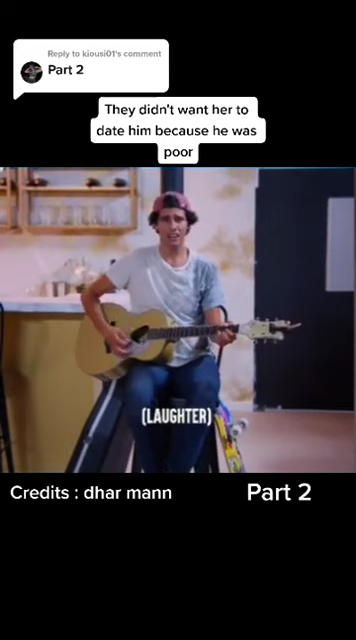 Reply to kiousi01's comment
Part 2
They didn't want her to
date him because he was
poor
(LAUGHTER)
Credits : dhar mann
Part 2